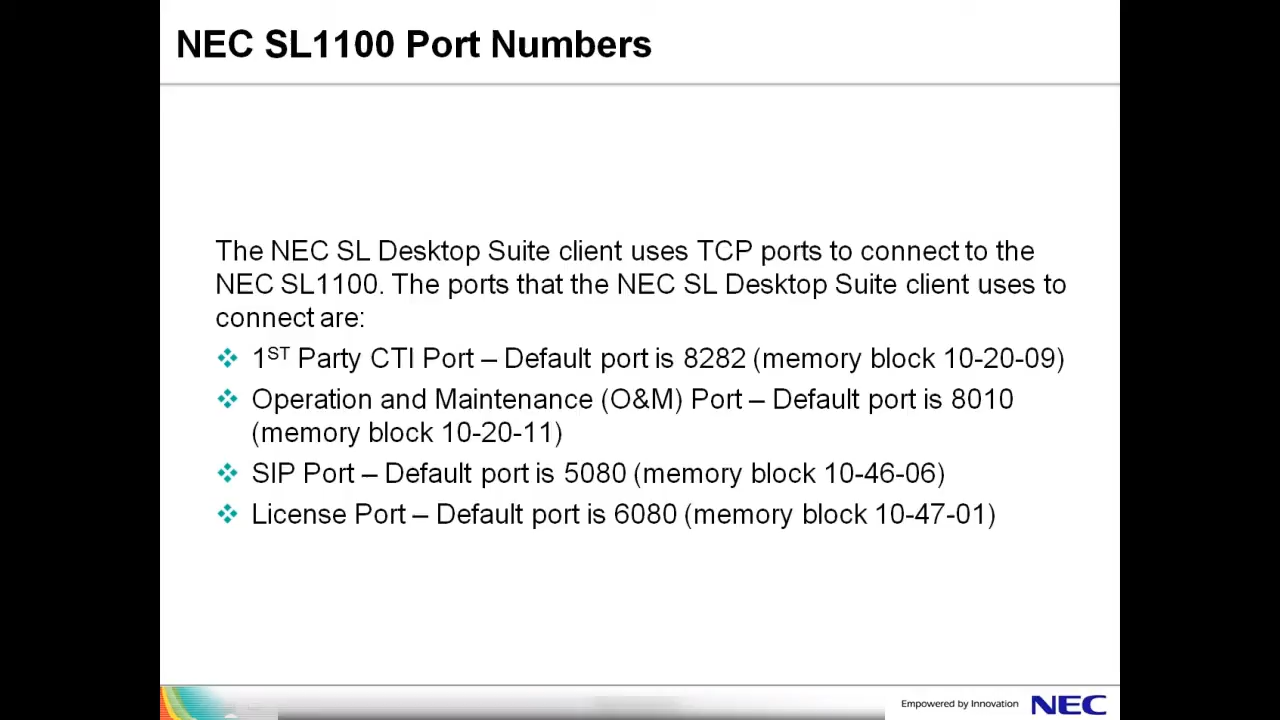 NEC SL1100 Port Numbers
The NEC SL Desktop Suite client uses TCP ports to connect to the
NEC SL1100. The ports that the NEC SL Desktop Suite client uses to
connect are:
1ST Party CTI Port – Default port is 8282 (memory block 10-20-09)
Operation and Maintenance (O&M) Port – Default port is 8010
(memory block 10-20-11)
SIP Port – Default port is 5080 (memory block 10-46-06)
License Port – Default port is 6080 (memory block 10-47-01)
Empowered by Innovation NEC